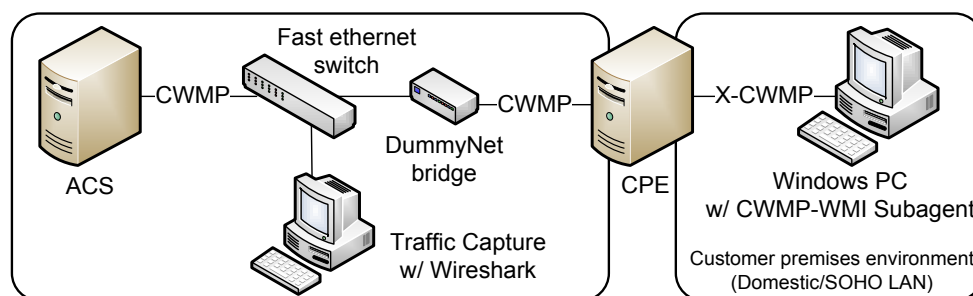 Fast ethernet
switch
CWMP
CWMP
X-CWMP
ACS
DummyNet
bridge
CPE
Windows PC
w/ CWMP-WMI Subagent
Traffic Capture
w/ Wireshark
Customer premises environment
(Domestic/SOHO LAN)